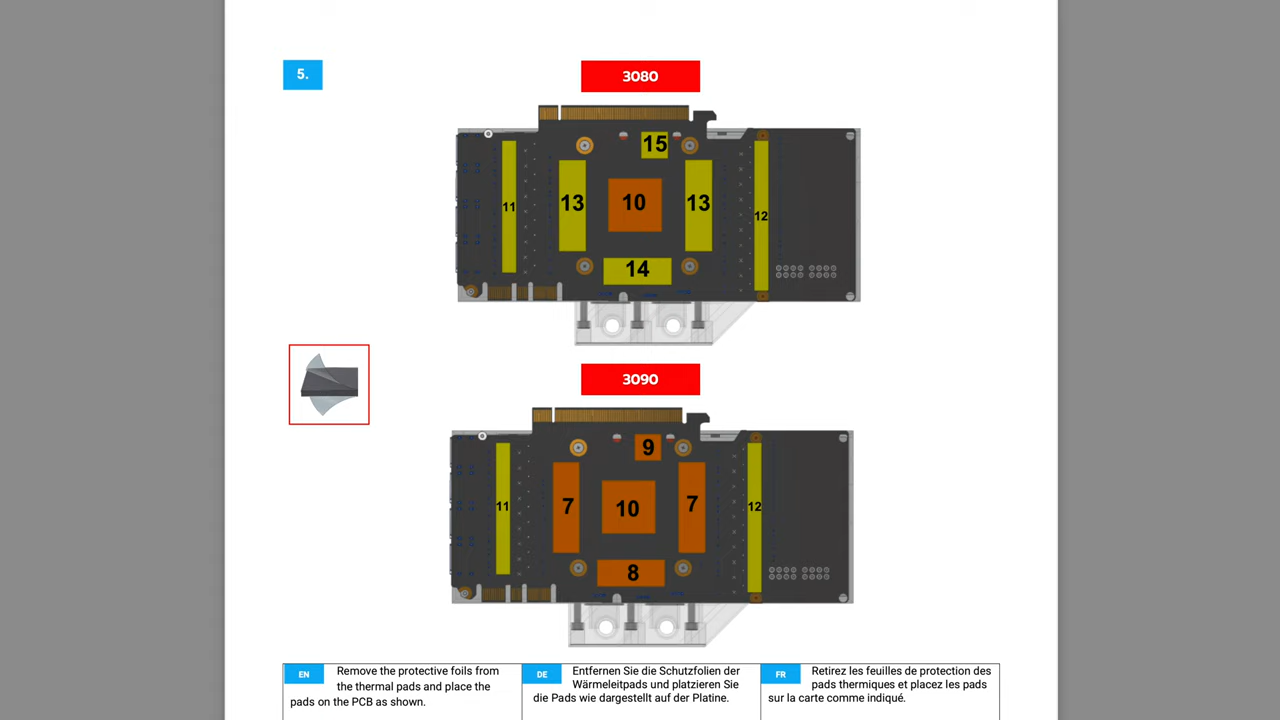 5.
3080
15
13
10
13
11
12
14
3090
9
7
10
7
11
12
8
EN
Remove the protective foils from
the thermal pads and place the
pads on the PCB as shown.
DE
Entfernen Sie die Schutzfolien der
Wärmeleitpads und platzieren Sie
die Pads wie dargestellt auf der Platine.
FR
Retirez les feuilles de protection des
pads thermiques et placez les pads
sur la carte comme indiqué.